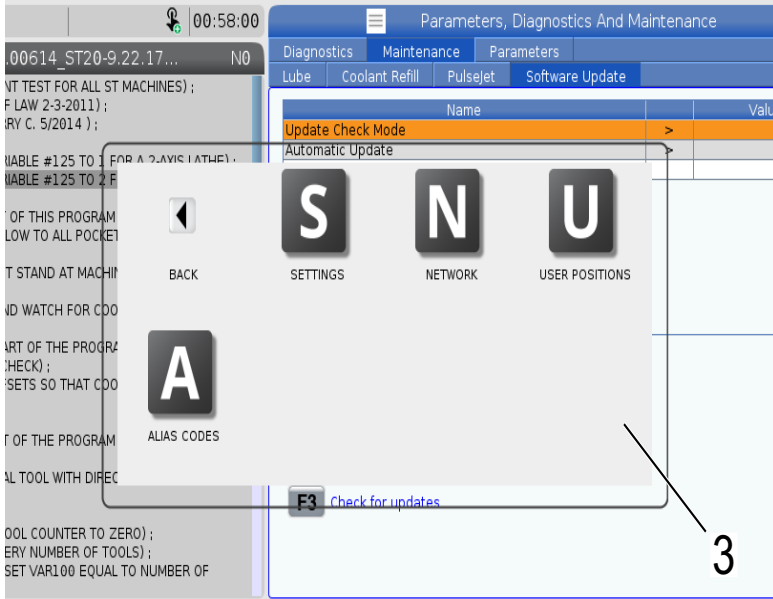 00:58:00
Parameters, Diagnostics And Maintenance
.00614_ST20-9.22.17... N0
Diagnostics Maintenance Parameters
Lube Coolant Refill PulseJet Software Update
NT TEST FOR ALL ST MACHINES) ;
F LAW 2-3-2011) ;
RY C. 5/2014 ) ;
Name Valu
Update Check Mode >
Automatic Update >
RIABLE #125 TO 1 FOR A 2-AXIS LATHE) ;
RIABLE #125 TO 2 F
OF THIS PROGRAM
LOW TO ALL POCKET
T STAND AT MACHIN
ND WATCH FOR COO
ART OF THE PROGRA
CHECK) ;
FSETS SO THAT COO
T OF THE PROGRAM
AL TOOL WITH DIREC
OOL COUNTER TO ZERO) ;
ERY NUMBER OF TOOLS) ;
SET VAR100 EQUAL TO NUMBER OF
S N U
BACK SETTINGS NETWORK USER POSITIONS
A
ALIAS CODES
F3 Check for updates
3